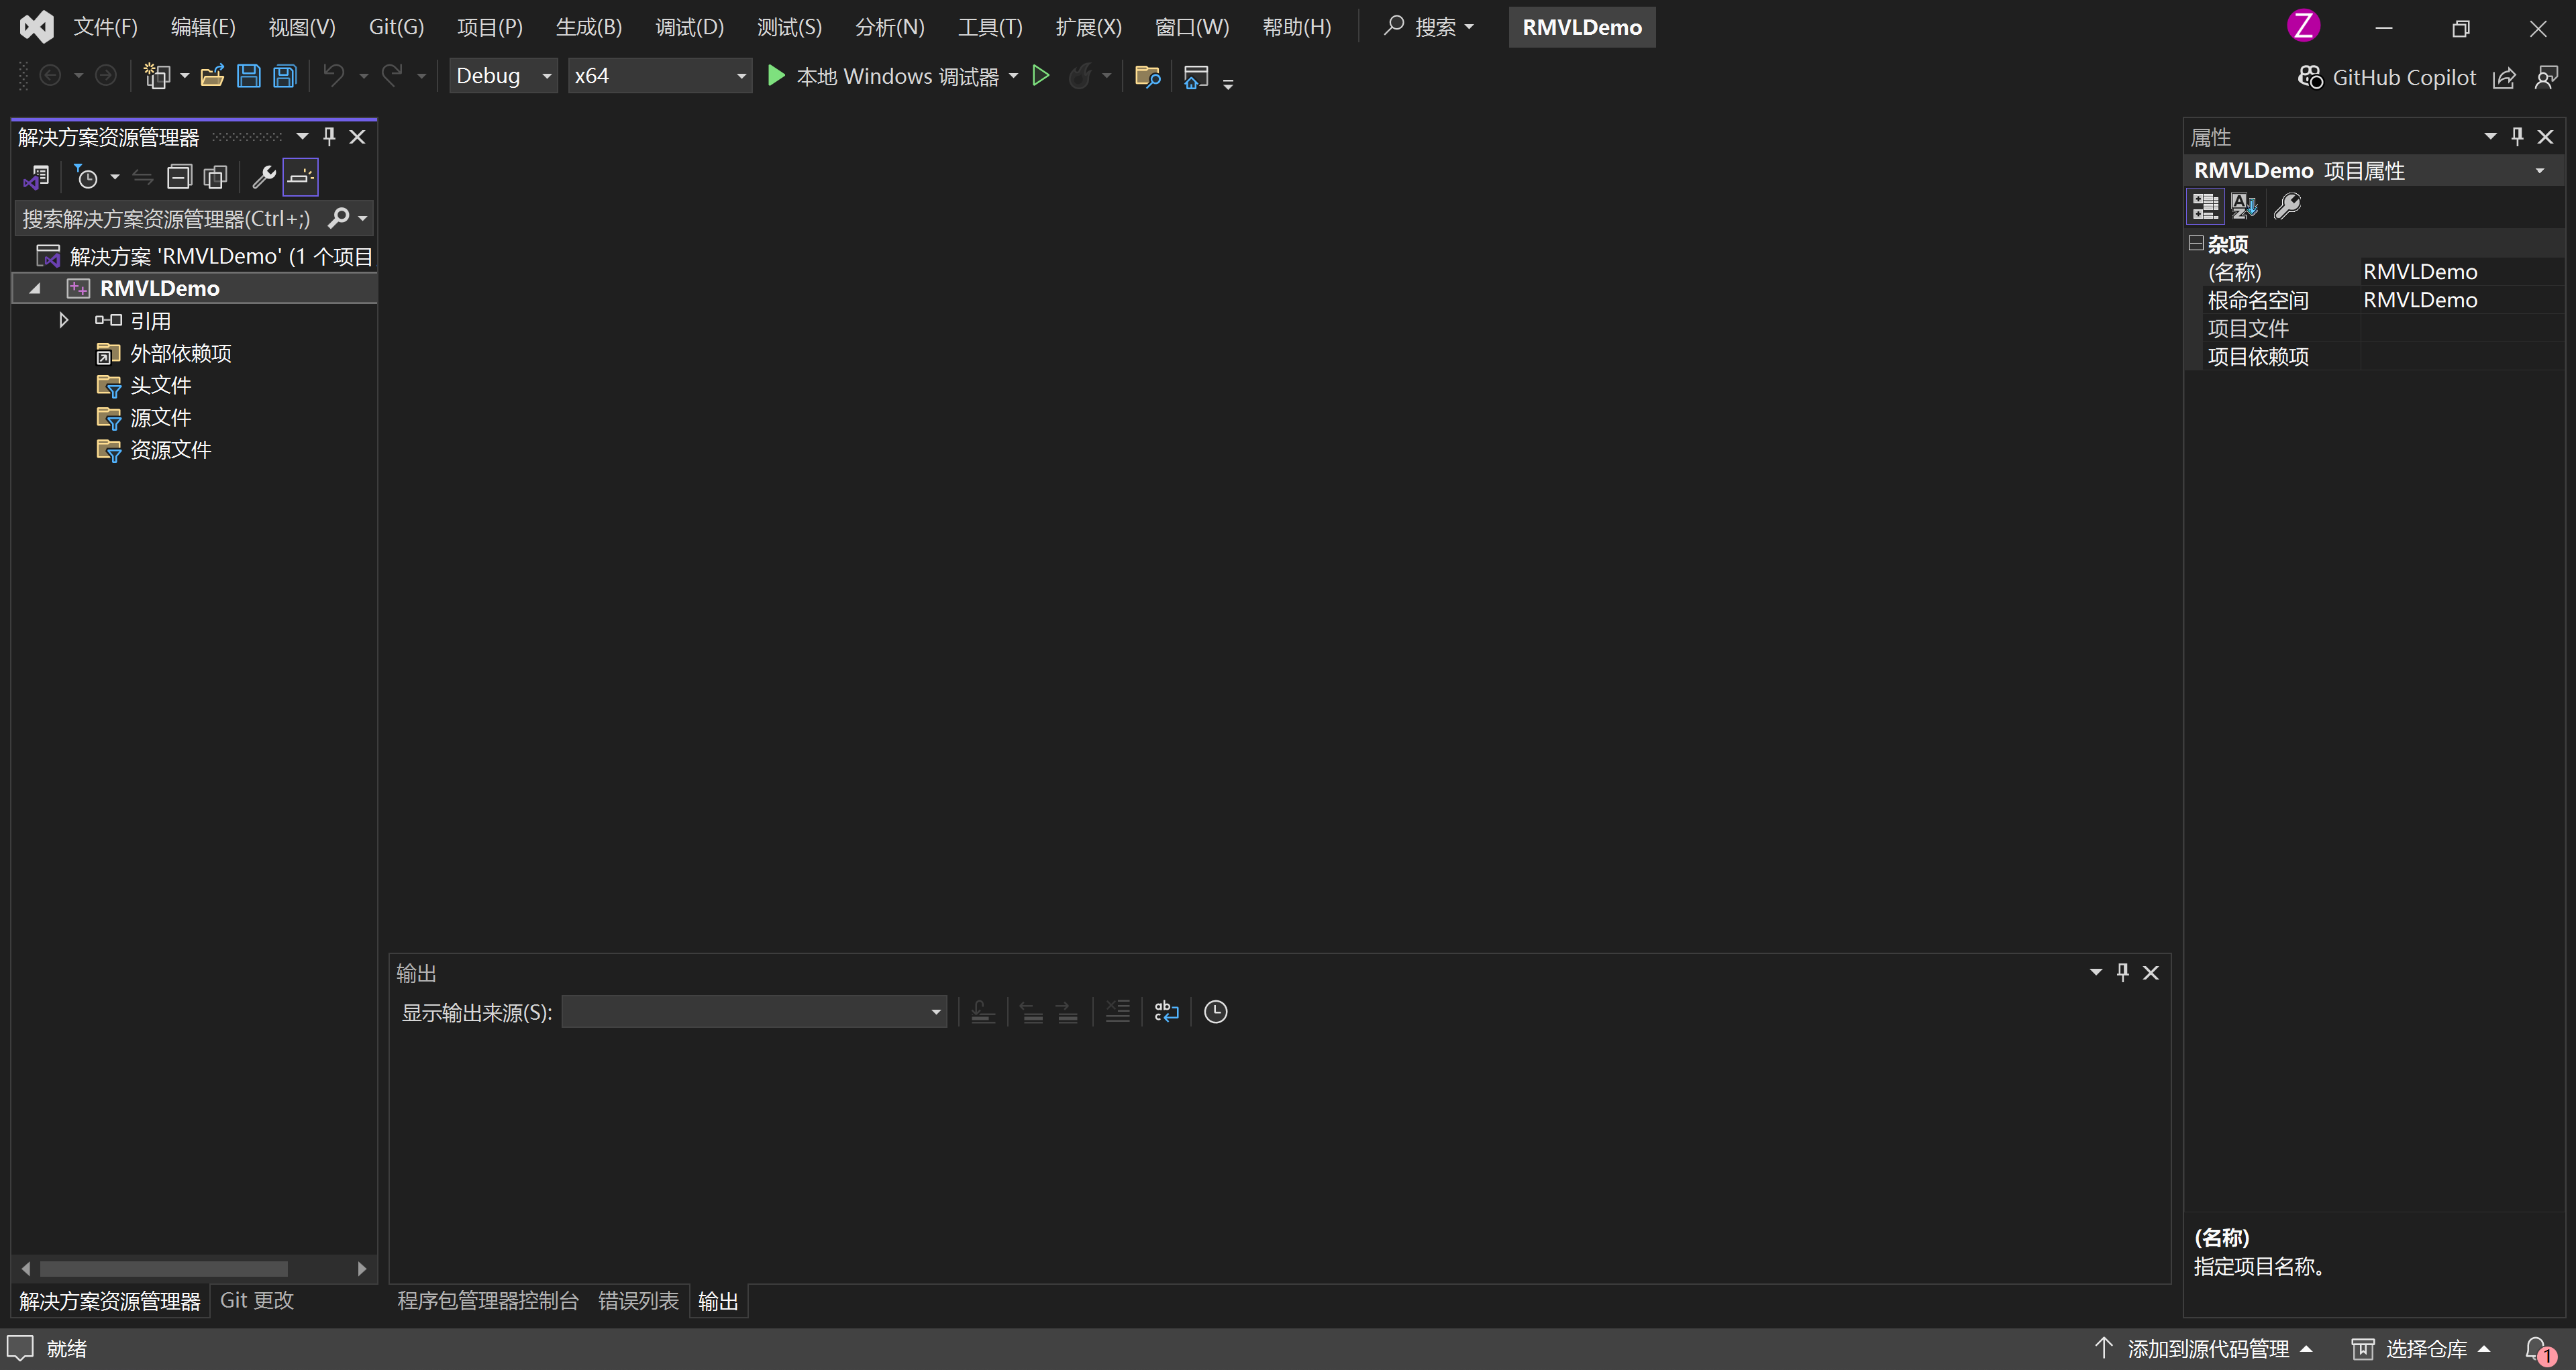 文件(F) 编辑(E) 视图(V) Git(G) 项目(P) 生成(B) 调试(D) 测试(S) 分析(N) 工具(T) 扩展(X) 窗口(W) 帮助(H) 搜索 RMVLDemo Z
Debug x64 本地 Windows 调试器 GitHub Copilot
解决方案资源管理器
搜索解决方案资源管理器(Ctrl+;)
解决方案 'RMVLDemo' (1 个项目
RMVLDemo
引用
外部依赖项
头文件
源文件
资源文件
解决方案资源管理器 Git 更改
输出
显示输出来源(S):
程序包管理器控制台 错误列表 输出
属性
RMVLDemo 项目属性
杂项
(名称) RMVLDemo
根命名空间 RMVLDemo
项目文件
项目依赖项
(名称)
指定项目名称。
就绪 添加到源代码管理 选择仓库 1